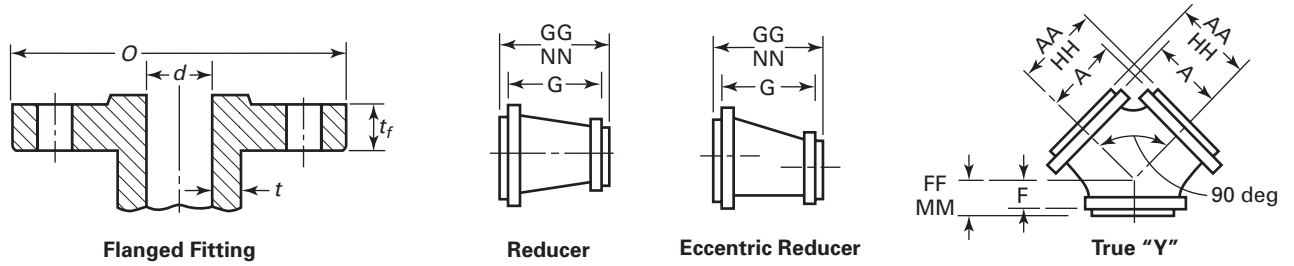 O
d
t_f
t
Flanged Fitting
GG
NN
G
Reducer
GG
NN
G
Eccentric Reducer
AA
HH
A
AA
HH
A
FF
MM
F
90 deg
True “Y”